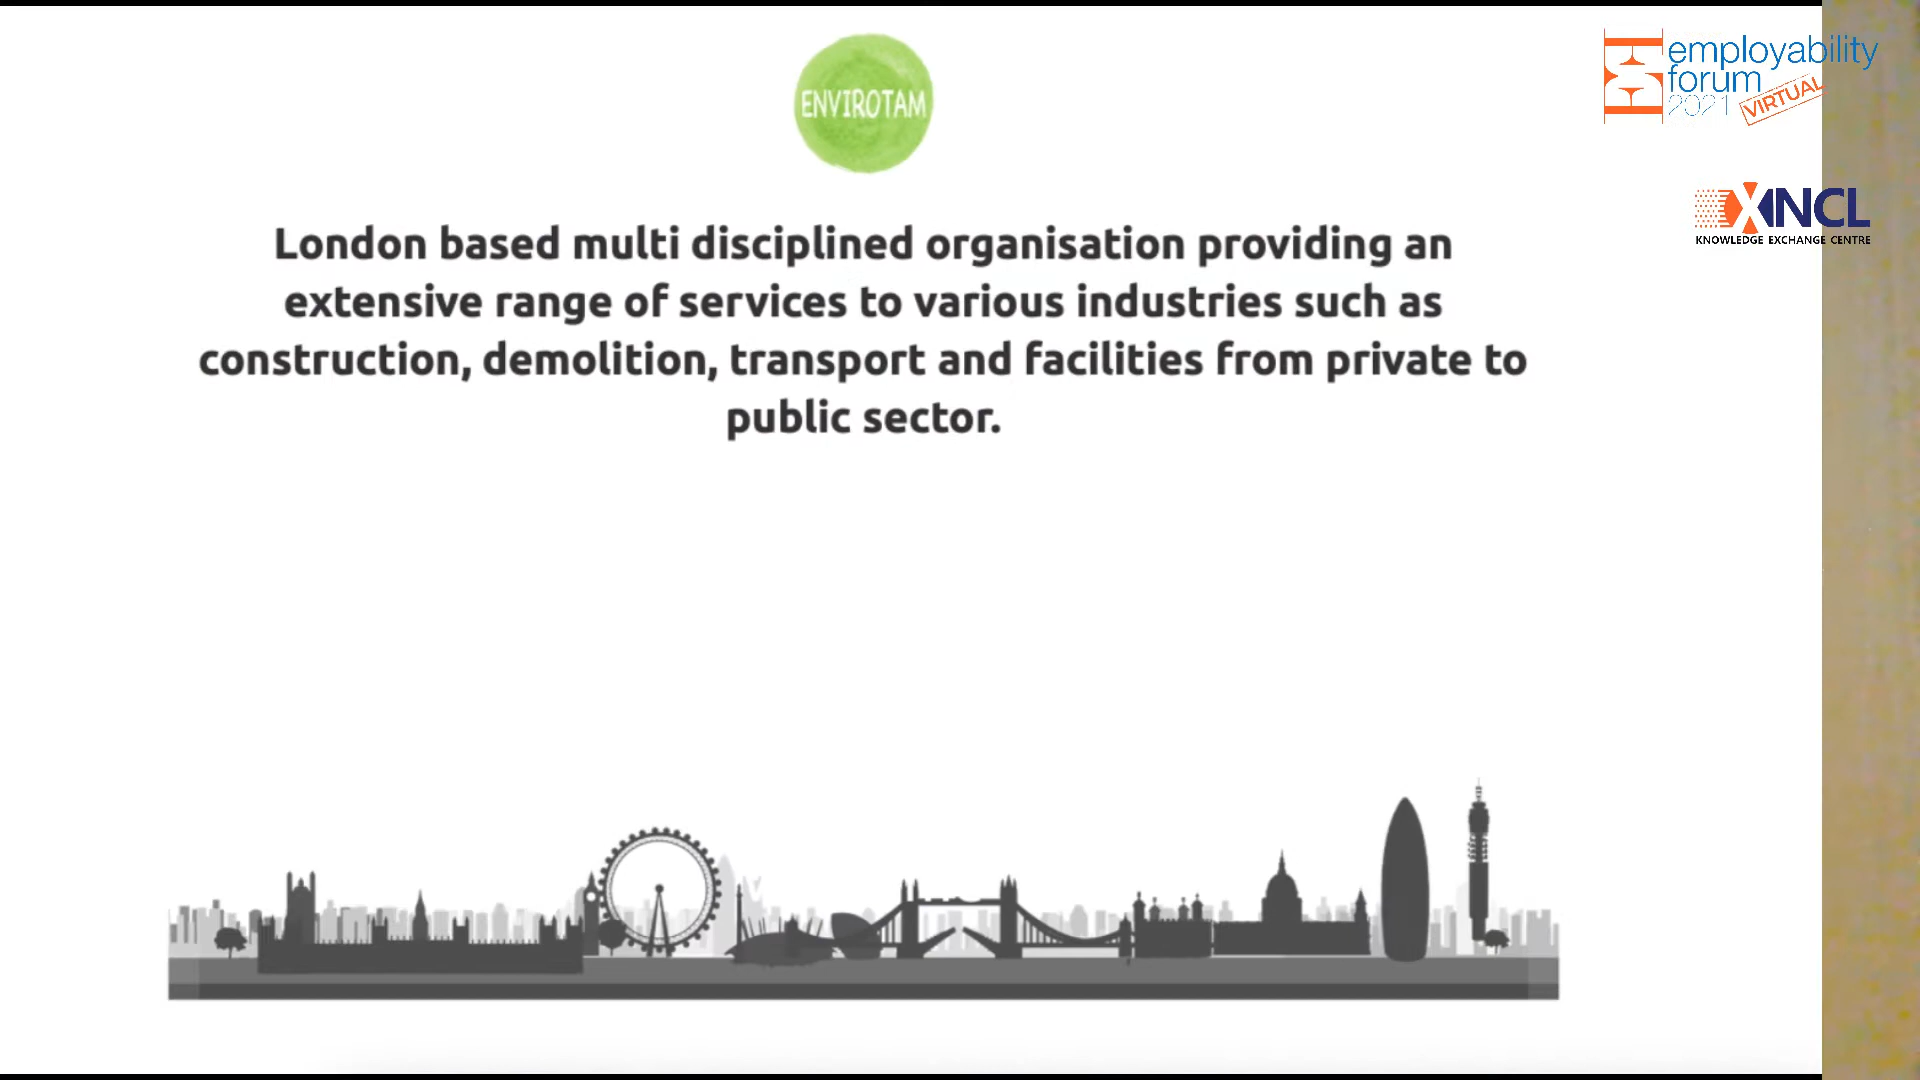 ENVIROTAM
London based multi disciplined organisation providing an
extensive range of services to various industries such as
construction, demolition, transport and facilities from private to
public sector.
employability
forum
2021 VIRTUAL
NCL
KNOWLEDGE EXCHANGE CENTRE